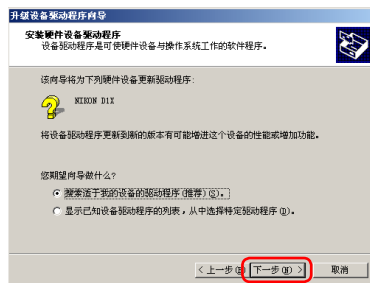 升级设备驱动程序向导
安装硬件设备驱动程序
设备驱动程序是可使硬件设备与操作系统工作的软件程序。
该向导将为下列硬件设备更新驱动程序:
NIKON D1X
将设备驱动程序更新到新的版本有可能增进这个设备的性能或增加功能。
您期望向导做什么?
搜索适于我的设备的驱动程序(推荐)(S)。
显示已知设备驱动程序的列表,从中选择特定驱动程序(D)。
<上一步(B) 下一步(N)> 取消